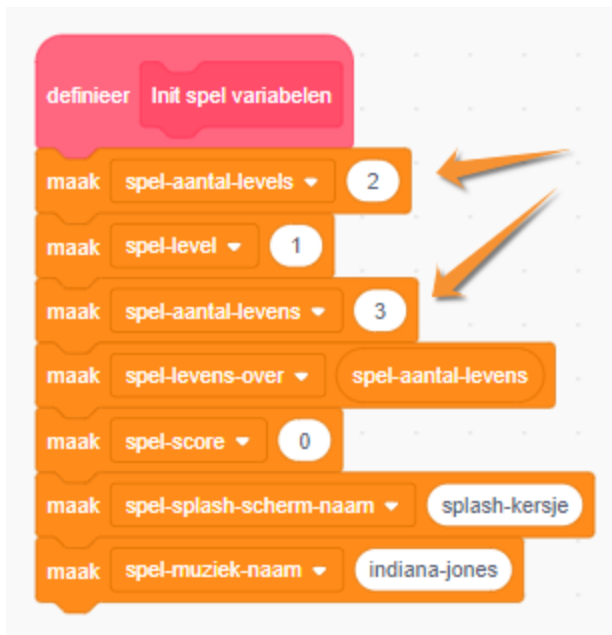 definieer Init spel variabelen
maak spel-aantal-levels 2
maak spel-level 1
maak spel-aantal-levens 3
maak spel-levens-over spel-aantal-levens
maak spel-score 0
maak spel-splash-scherm-naam splash-kersje
maak spel-muziek-naam indiana-jones